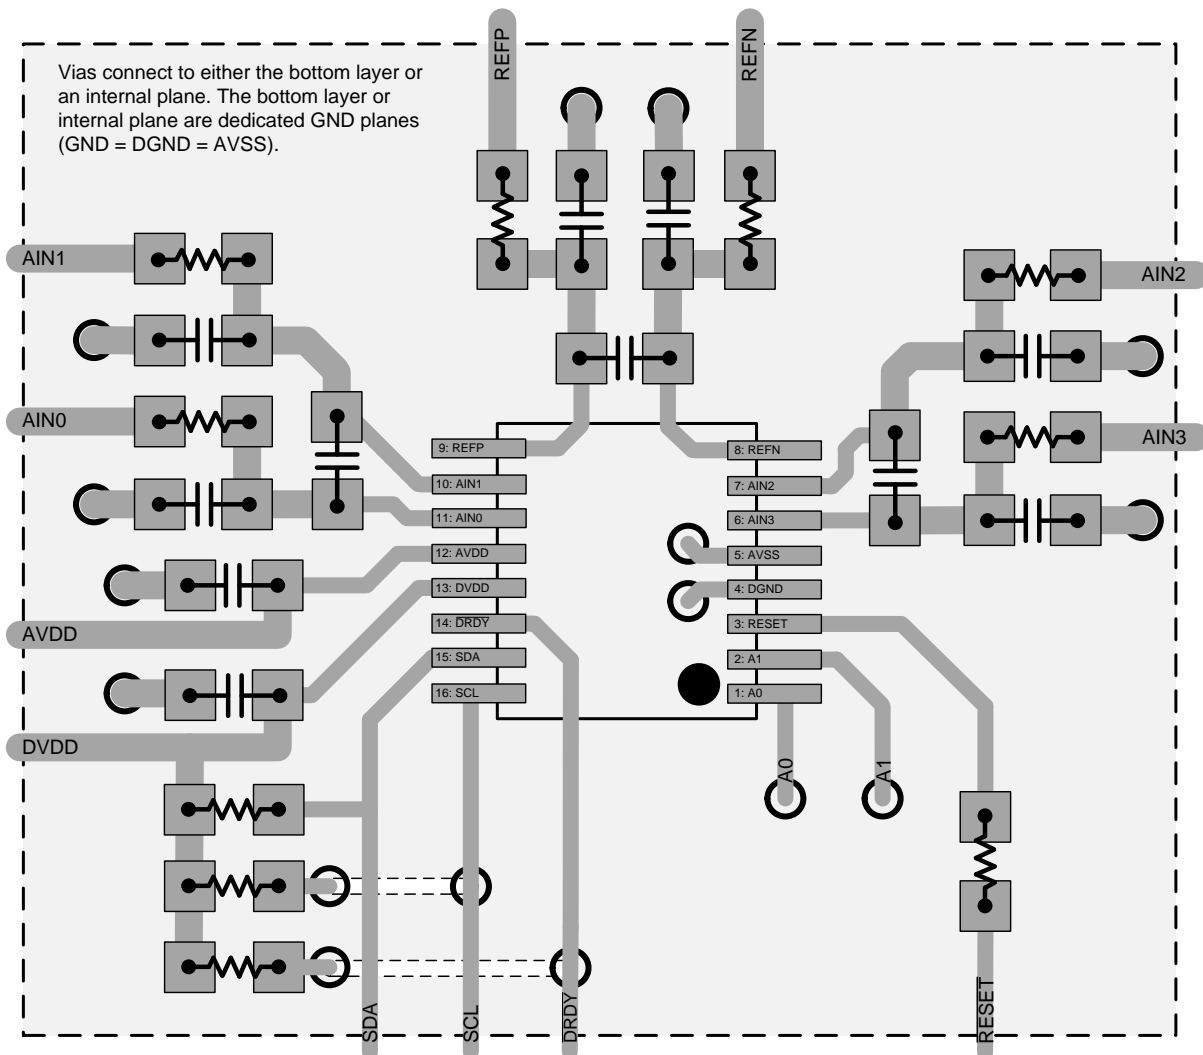 REFP
REFN
Vias connect to either the bottom layer or
an internal plane. The bottom layer or
internal plane are dedicated GND planes
(GND = DGND = AVSS).
AIN1
AIN2
AIN0
AIN3
9: REFP
8: REFN
10: AIN1
7: AIN2
11: AIN0
6: AIN3
12: AVDD
5: AVSS
13: DVDD
4: DGND
14: D̅R̅D̅Y̅
3: RESET
AVDD
15: SDA
2: A1
16: SCL
1: A0
DVDD
A0
A1
SDA
SCL
D̅R̅D̅Y̅
R̅E̅S̅E̅T̅